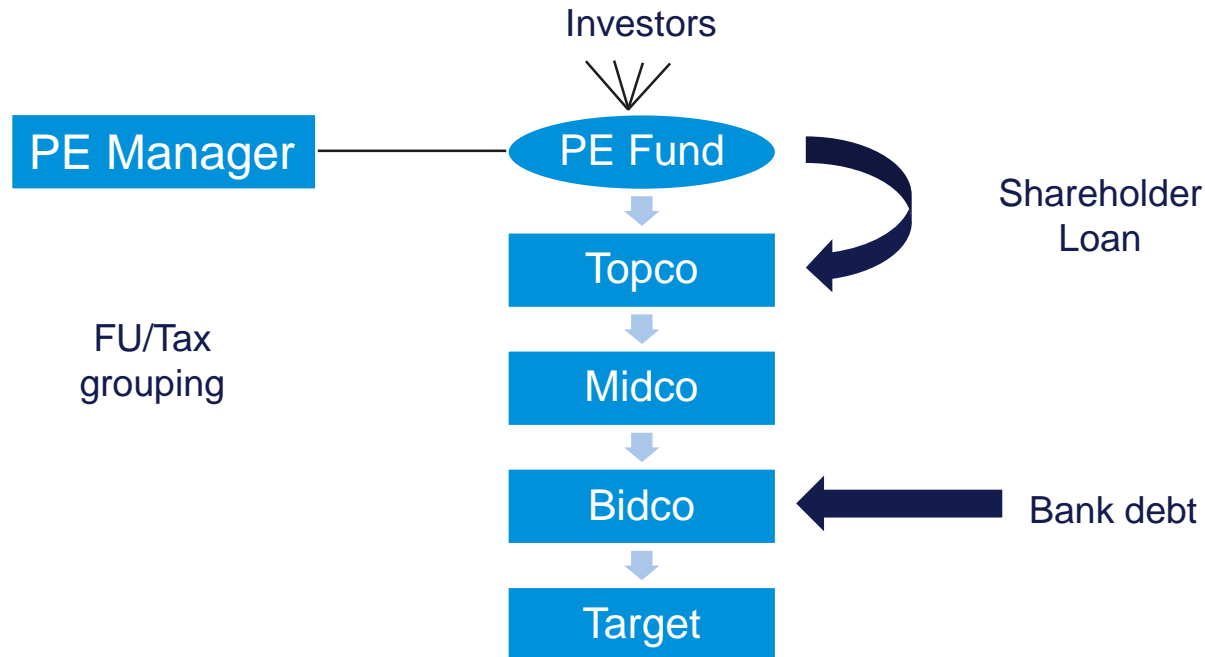 Investors
PE Manager
PE Fund
Shareholder
Loan
Topco
FU/Tax
grouping
Midco
Bidco
Bank debt
Target